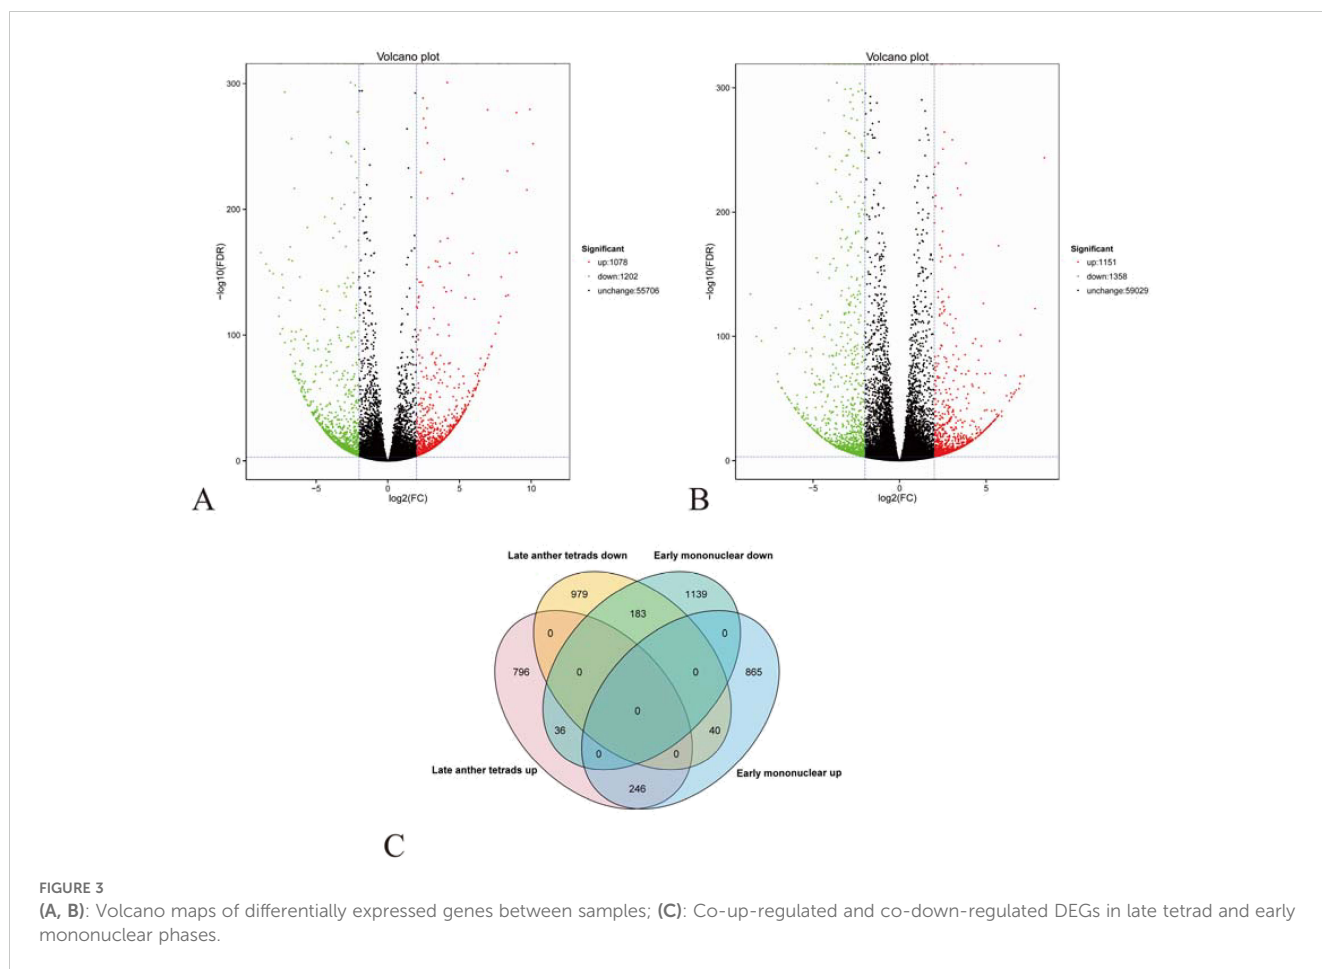 Volcano plot
300
200
100
0
−log10(FDR)
−5
0
5
10
log2(FC)
Significant
up:1078
down:1202
unchange:55706
A
Volcano plot
300
200
100
0
−log10(FDR)
−5
0
5
log2(FC)
Significant
up:1151
down:1358
unchange:59029
B
Late anther tetrads down
Early mononuclear down
979
1139
183
0
0
796
0
0
865
0
36
40
0
0
Late anther tetrads up
Early mononuclear up
246
C
FIGURE 3
(A, B): Volcano maps of differentially expressed genes between samples; (C): Co-up-regulated and co-down-regulated DEGs in late tetrad and early
mononuclear phases.